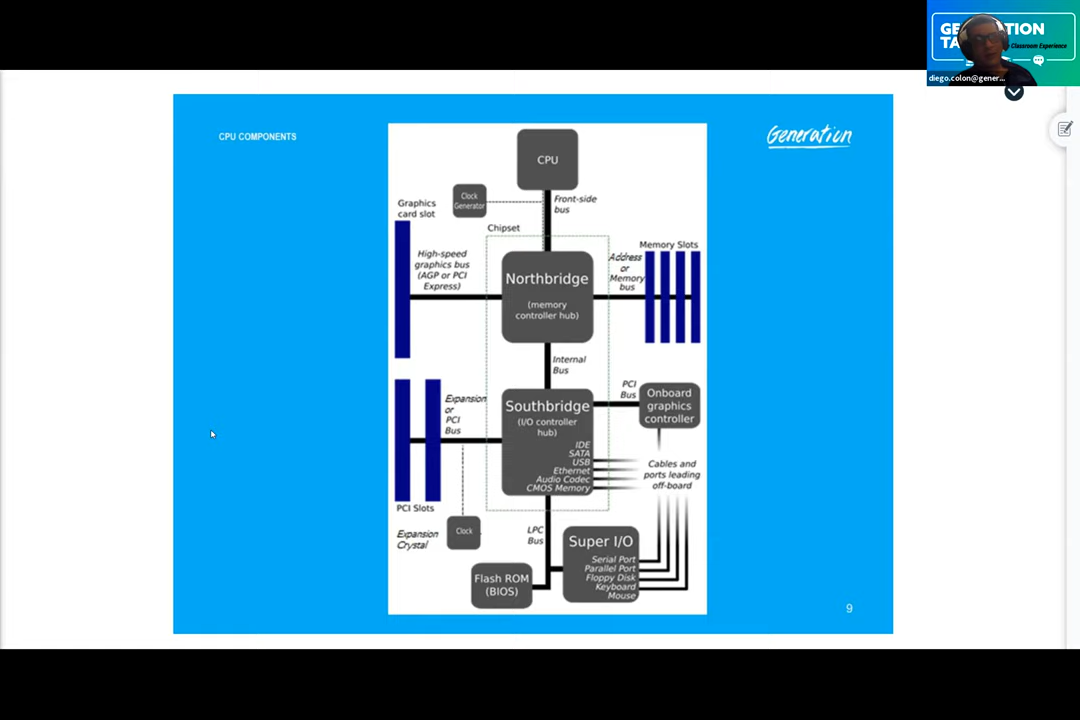 GE TION
TA
Classroom Experience
diego.colon@gener...
CPU COMPONENTS
Generation
CPU
Clock
Generator
Front-side
bus
Graphics
card slot
Chipset
High-speed
graphics bus
(AGP or PCI
Express)
Northbridge
(memory
controller hub)
Address
or
Memory
bus
Memory Slots
Internal
Bus
Expansion
or
PCI
Bus
Southbridge
(I/O controller
hub)
IDE
SATA
USB
Ethernet
Audio Codec
CMOS Memory
PCI
Bus
Onboard
graphics
controller
Cables and
ports leading
off-board
PCI Slots
Expansion
Crystal
Clock
LPC
Bus
Super I/O
Serial Port
Parallel Port
Floppy Disk
Keyboard
Mouse
Flash ROM
(BIOS)
9